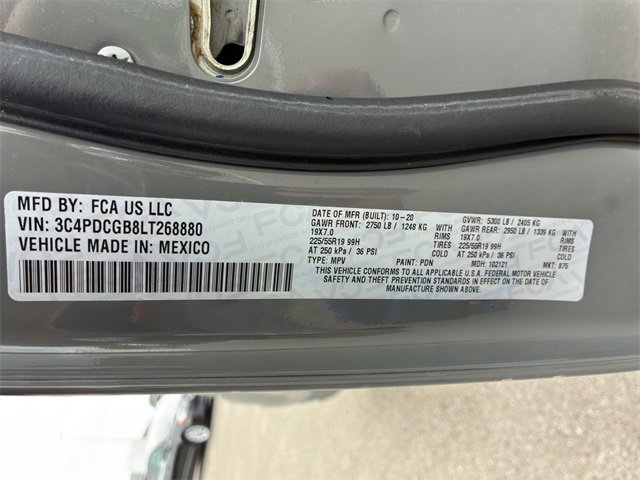 MFD BY: FCA US LLC
VIN: 3C4PDCGB8LT268880
VEHICLE MADE IN: MEXICO
DATE OF MFR (BUILT): 10-20 GVWR: 5300 LB / 2405 KG
GAWR FRONT: 2750 LB / 1248 KG WITH GAWR REAR: 2950 LB / 1339 KG WITH
19X7.0 RIMS 19X7.0 RIMS
225/55R19 99H TIRES 225/55R19 99H TIRES
AT 250 kPa / 36 PSI COLD AT 250 kPa / 36 PSI COLD
THIS VEHICLE CONFORMS TO ALL APPLICABLE U.S.A. FEDERAL MOTOR VEHICLE
SAFETY AND THEFT PREVENTION STANDARDS IN EFFECT ON THE DATE OF
MANUFACTURE SHOWN ABOVE.
TYPE: MPV PAINT: PDN MDH: 102121 MKT: 875